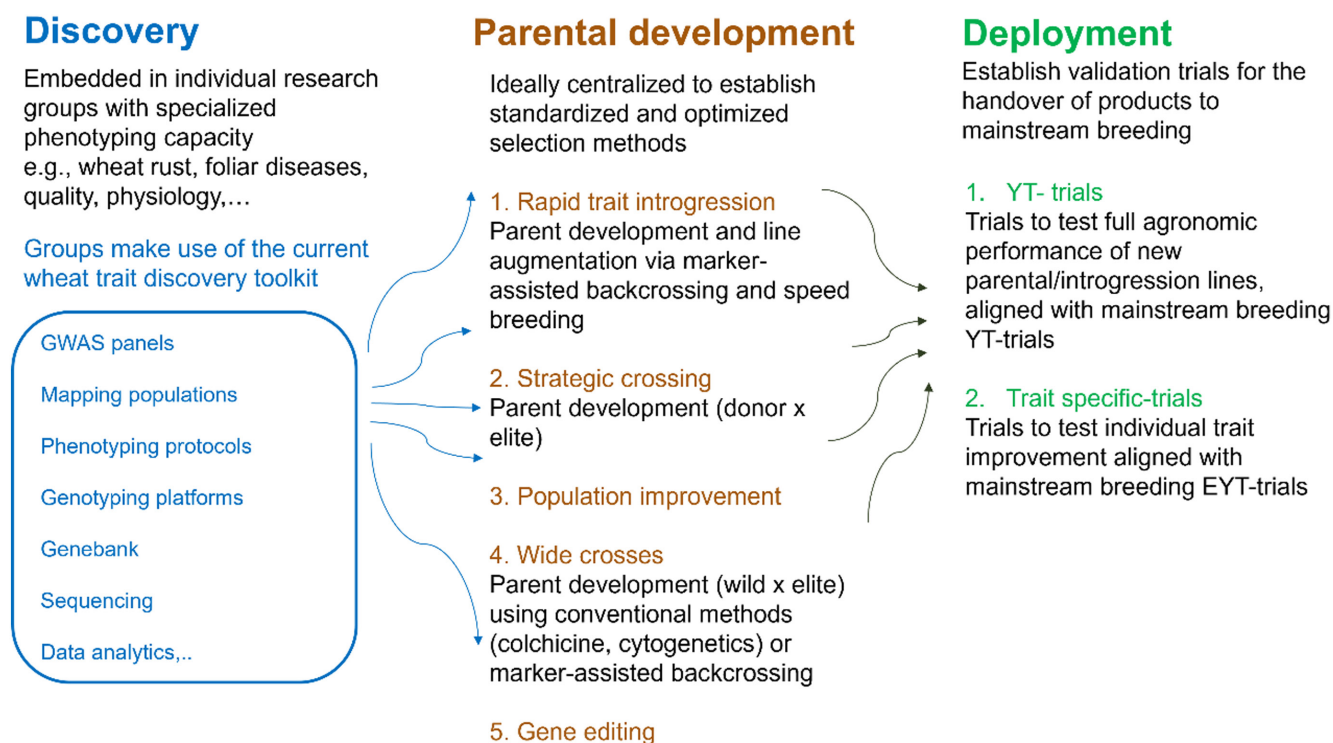 Discovery
Embedded in individual research
groups with specialized
phenotyping capacity
e.g., wheat rust, foliar diseases,
quality, physiology,…
Groups make use of the current
wheat trait discovery toolkit
GWAS panels
Mapping populations
Phenotyping protocols
Genotyping platforms
Genebank
Sequencing
Data analytics,..
Parental development
Ideally centralized to establish
standardized and optimized
selection methods
1. Rapid trait introgression
Parent development and line
augmentation via marker-
assisted backcrossing and speed
breeding
2. Strategic crossing
Parent development (donor x
elite)
3. Population improvement
4. Wide crosses
Parent development (wild x elite)
using conventional methods
(colchicine, cytogenetics) or
marker-assisted backcrossing
5. Gene editing
Deployment
Establish validation trials for the
handover of products to
mainstream breeding
1. YT- trials
Trials to test full agronomic
performance of new
parental/introgression lines,
aligned with mainstream breeding
YT-trials
2. Trait specific-trials
Trials to test individual trait
improvement aligned with
mainstream breeding EYT-trials